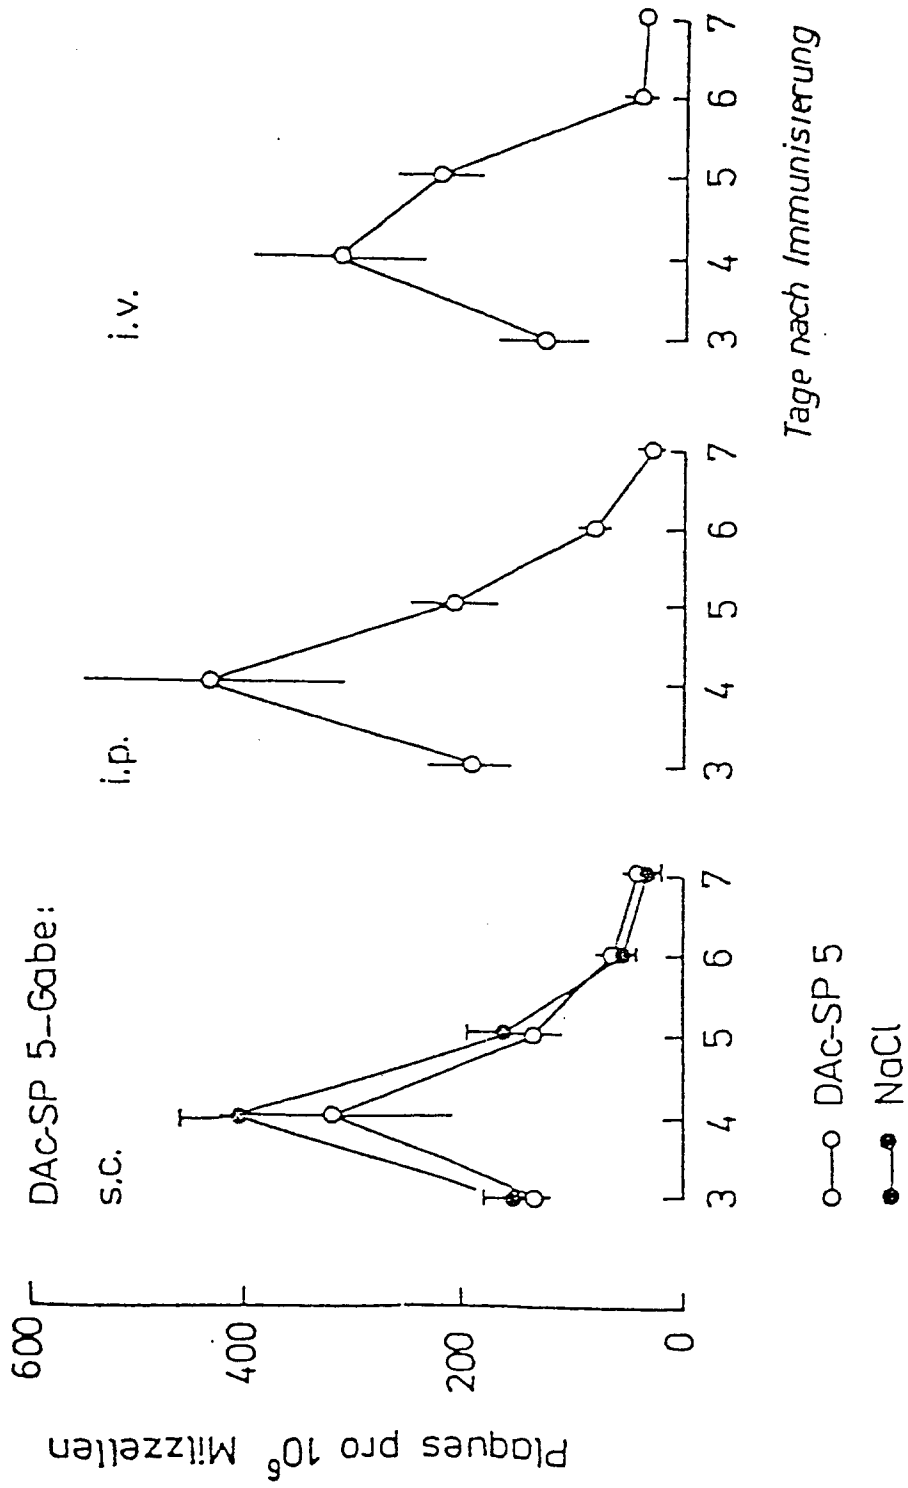 DAc-SP 5-Gabe:
s.c.
i.p.
i.v.
Plaques pro 10⁶ Milzzellen
600
400
200
0
3 4 5 6 7
3 4 5 6 7
3 4 5 6 7
Tage nach Immunisierung
DAc-SP 5
NaCl